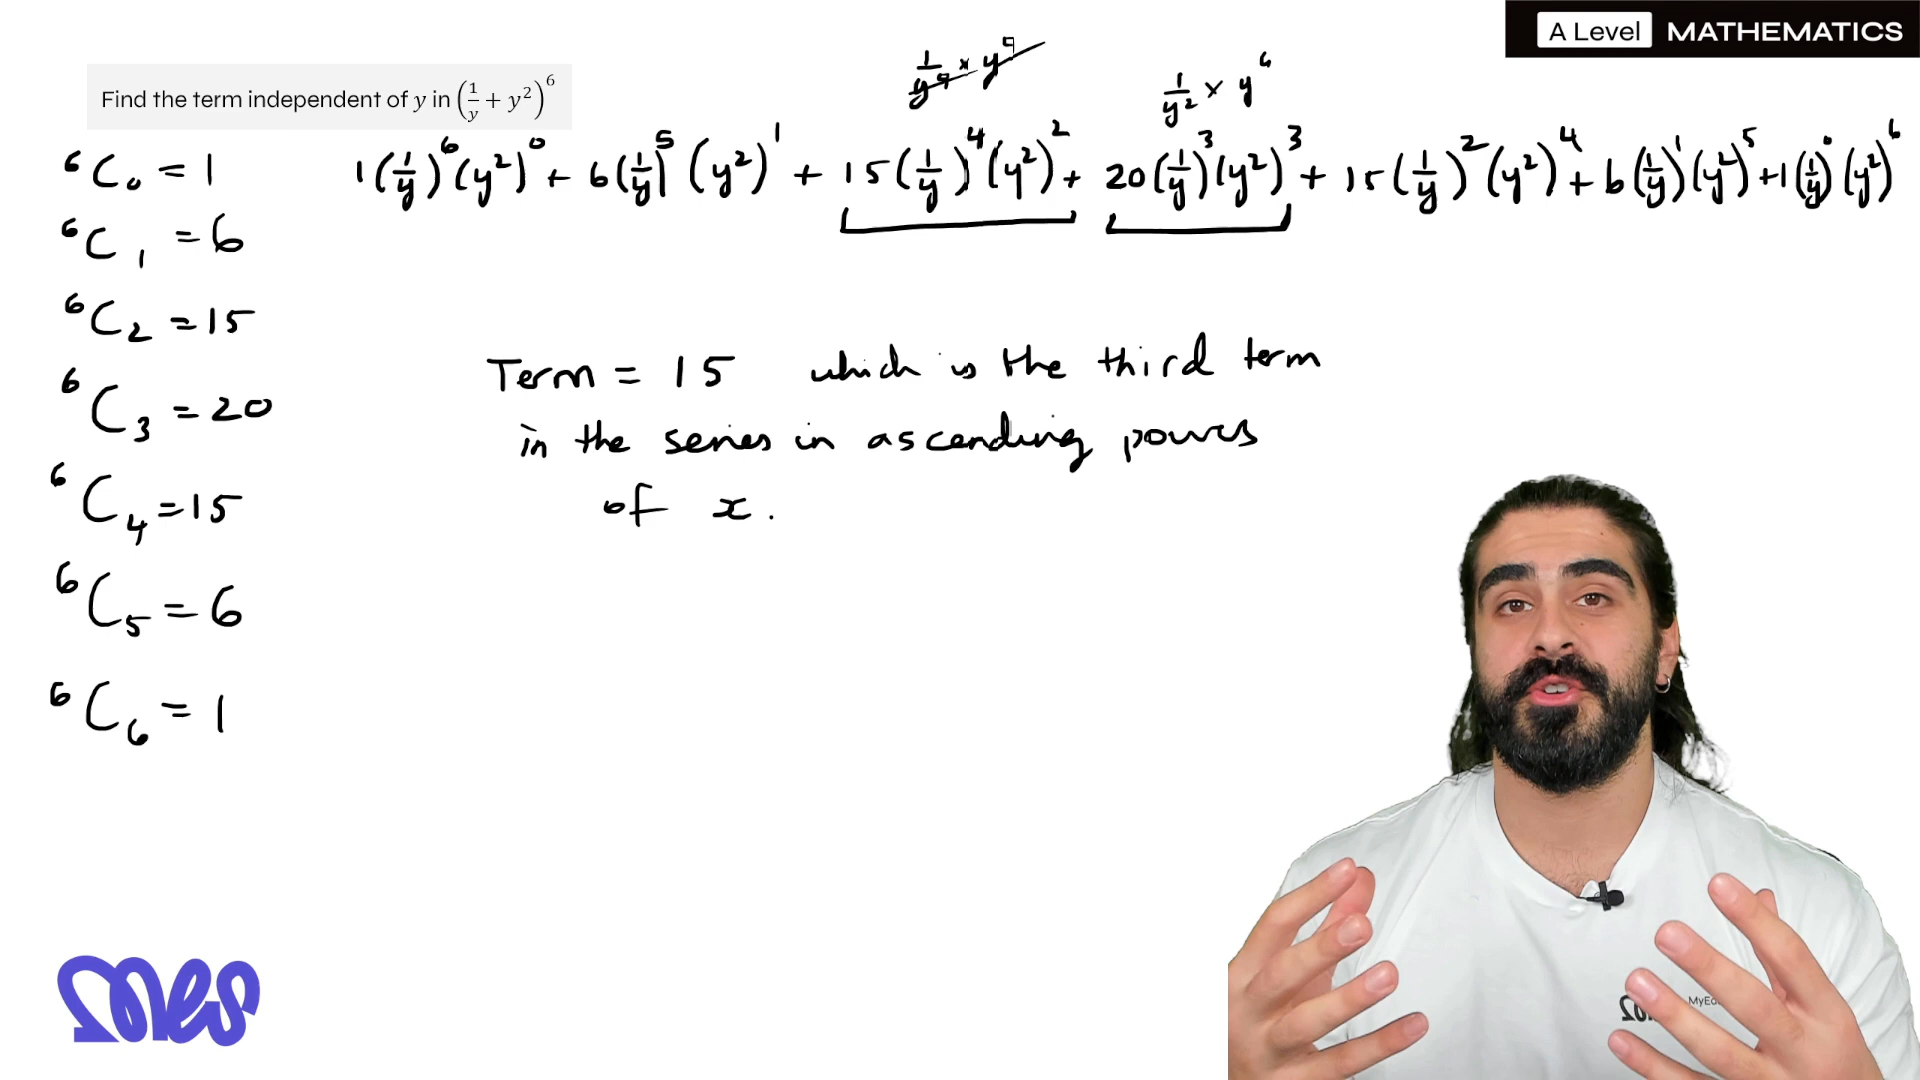 A Level MATHEMATICS
Find the term independent of y in (1/y + y²)⁶
1/y⁴ × y⁴
1/y² × y⁶
1(1/y)⁶(y²)⁰ + 6(1/y)⁵(y²)¹ + 15(1/y)⁴(y²)² + 20(1/y)³(y²)³ + 15(1/y)²(y²)⁴ + 6(1/y)¹(y²)⁵ + 1(1/y)⁰(y²)⁶
⁶C₀ = 1
⁶C₁ = 6
⁶C₂ = 15
⁶C₃ = 20
⁶C₄ = 15
⁶C₅ = 6
⁶C₆ = 1
Term = 15 which is the third term
in the series in ascending powers
of x.
mes